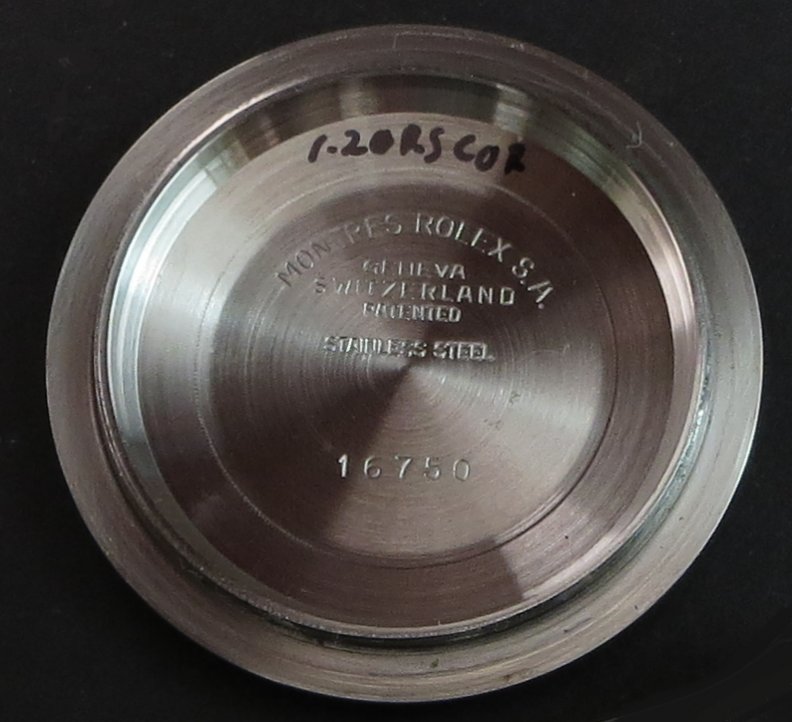 1.20RSCOR
MONTRES ROLEX S.A.
GENEVA
SWITZERLAND
PATENTED
STAINLESS STEEL
16750